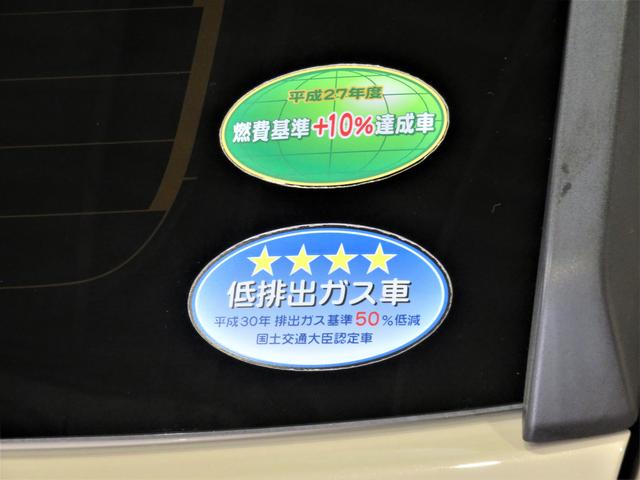 平成27年度
燃費基準+10%達成車
★★★★
低排出ガス車
平成30年 排出ガス基準50%低減
国土交通大臣認定車